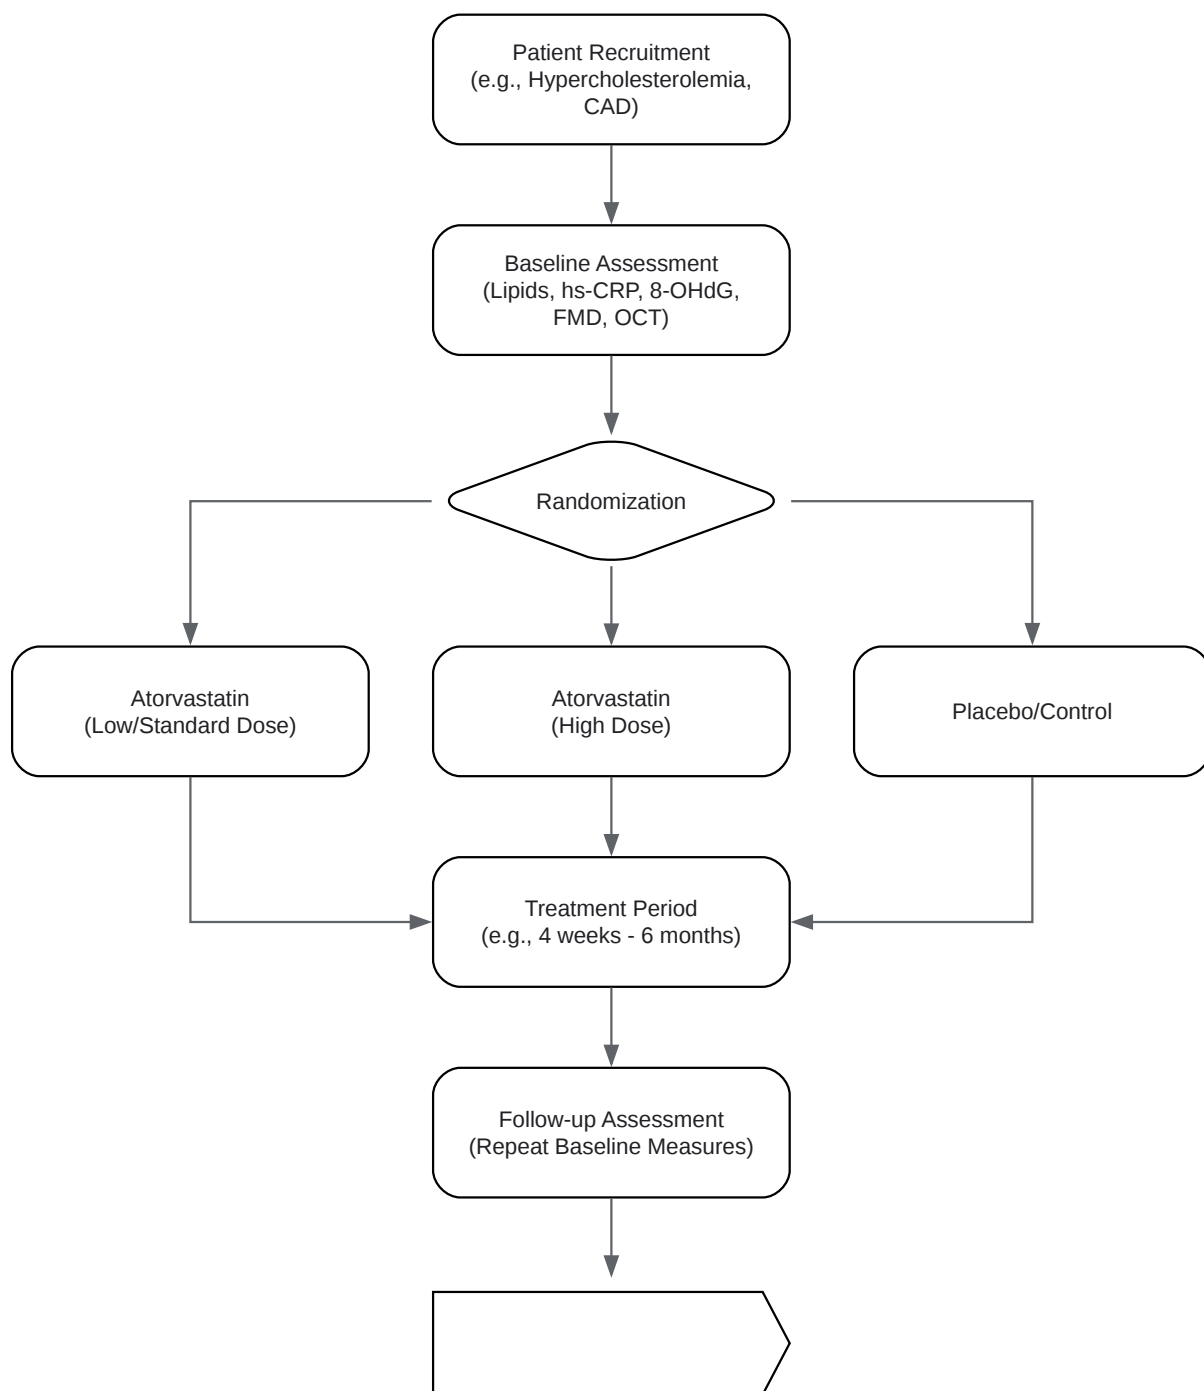 Patient Recruitment
(e.g., Hypercholesterolemia,
CAD)
Baseline Assessment
(Lipids, hs-CRP, 8-OHdG,
FMD, OCT)
Randomization
Atorvastatin
(Low/Standard Dose)
Atorvastatin
(High Dose)
Placebo/Control
Treatment Period
(e.g., 4 weeks - 6 months)
Follow-up Assessment
(Repeat Baseline Measures)